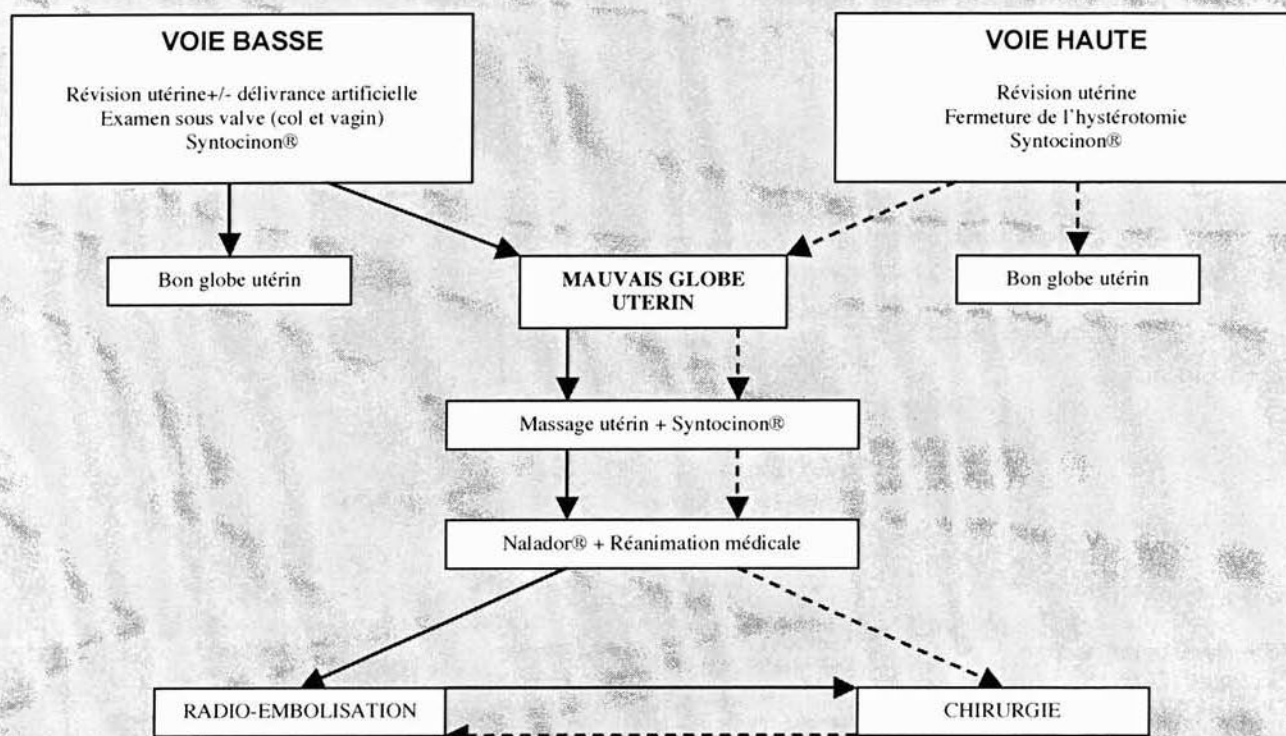 VOIE BASSE
Révision utérine+/- délivrance artificielle
Examen sous valve (col et vagin)
Syntocinon®
VOIE HAUTE
Révision utérine
Fermeture de l'hystérotomie
Syntocinon®
Bon globe utérin
MAUVAIS GLOBE
UTERIN
Bon globe utérin
Massage utérin + Syntocinon®
Nalador® + Réanimation médicale
RADIO-EMBOLISATION
CHIRURGIE